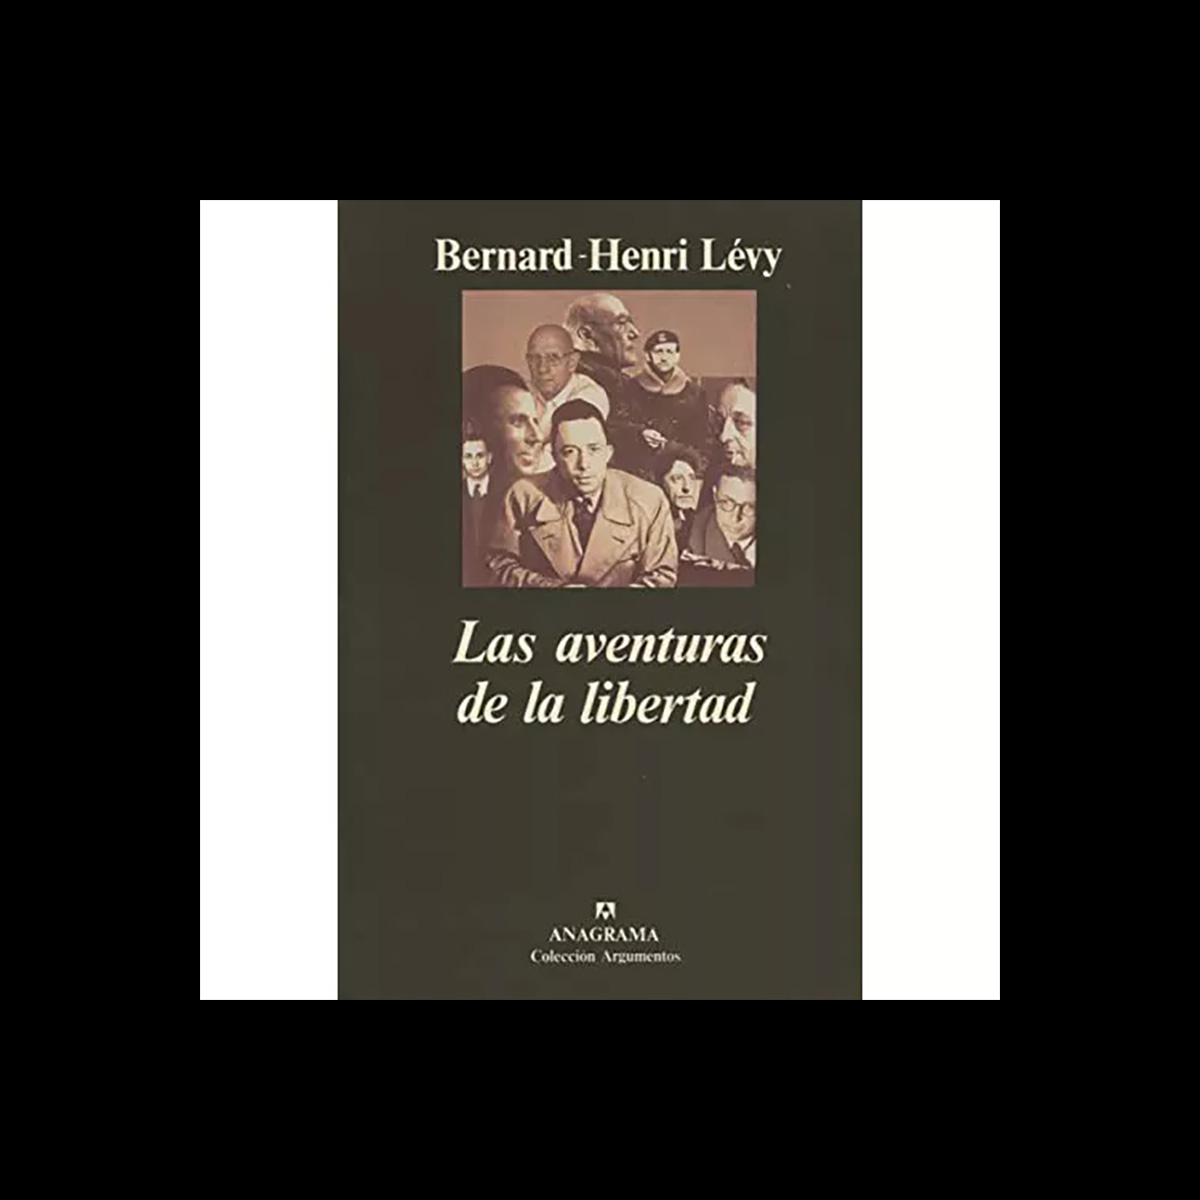 Bernard-Henri Lévy
Las aventuras
de la libertad
ANAGRAMA
Colección Argumentos